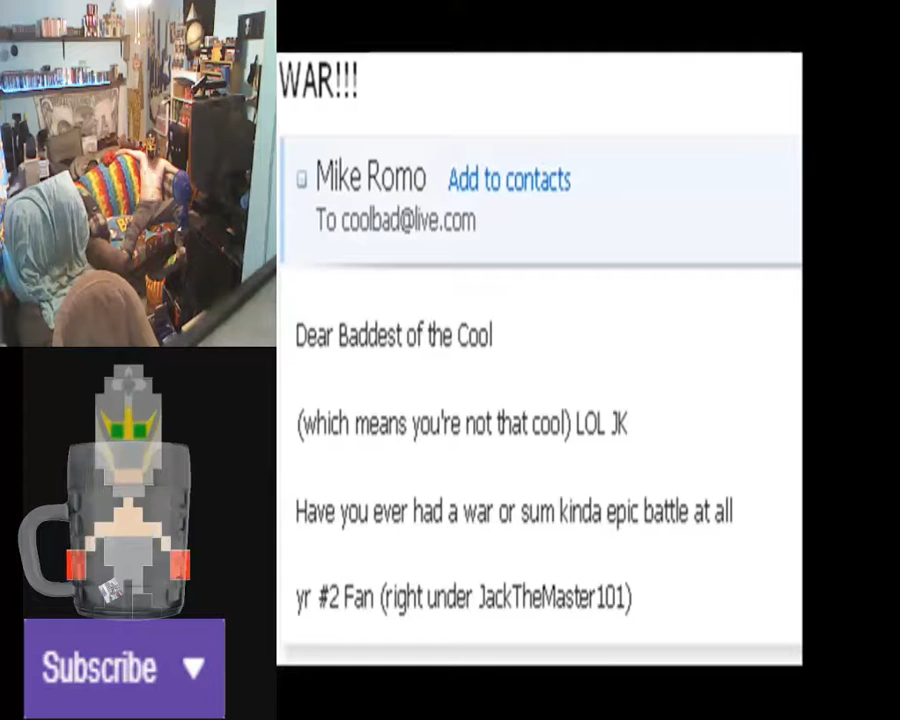 WAR!!!
Mike Romo Add to contacts
To coolbad@live.com
Dear Baddest of the Cool
(which means you're not that cool) LOL JK
Have you ever had a war or sum kinda epic battle at all
yr #2 Fan (right under JackTheMaster101)
Subscribe